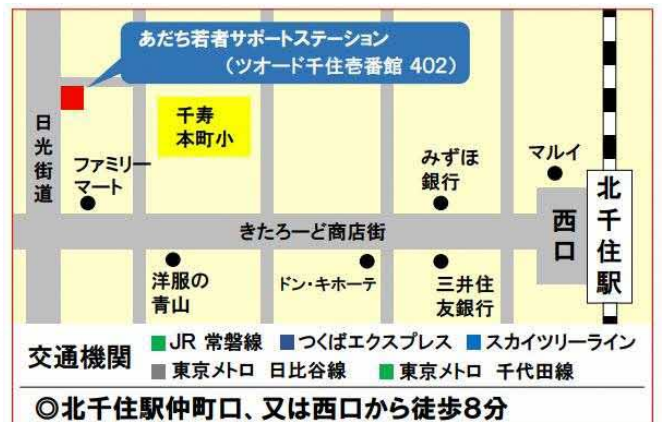 あだち若者サポートステーション
(ツオード千住壱番館 402)
千寿
本町小
日光街道
ファミリー
マート
みずほ
銀行
マルイ
北千住駅
西口
きたろーど商店街
洋服の
青山
ドン・キホーテ
三井住
友銀行
交通機関
■JR 常磐線 ■つくばエクスプレス ■スカイツリーライン
■東京メトロ 日比谷線 ■東京メトロ 千代田線
◎北千住駅仲町口、又は西口から徒歩8分